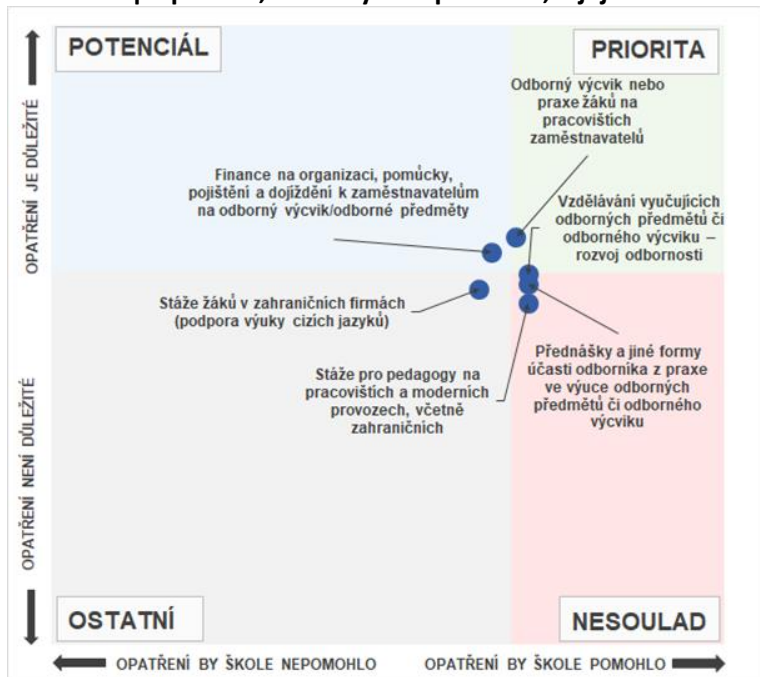 POTENCIÁL
PRIORITA
Odborný výcvik nebo
praxe žáků na
pracovištích
zaměstnavatelů
Finance na organizaci, pomůcky,
pojištění a dojíždění k zaměstnavatelům
na odborný výcvik/odborné předměty
Vzdělávání vyučujících
odborných předmětů či
odborného výcviku –
rozvoj odbornosti
Stáže žáků v zahraničních firmách
(podpora výuky cizích jazyků)
Stáže pro pedagogy na
pracovištích a moderních
provozech, včetně
zahraničních
Přednášky a jiné formy
účasti odborníka z praxe
ve výuce odborných
předmětů či odborného
výcviku
OPATŘENÍ JE DŮLEŽITÉ
OPATŘENÍ NENÍ DŮLEŽITÉ
OSTATNÍ
NESOULAD
OPATŘENÍ BY ŠKOLE NEPOMOHLO
OPATŘENÍ BY ŠKOLE POMOHLO